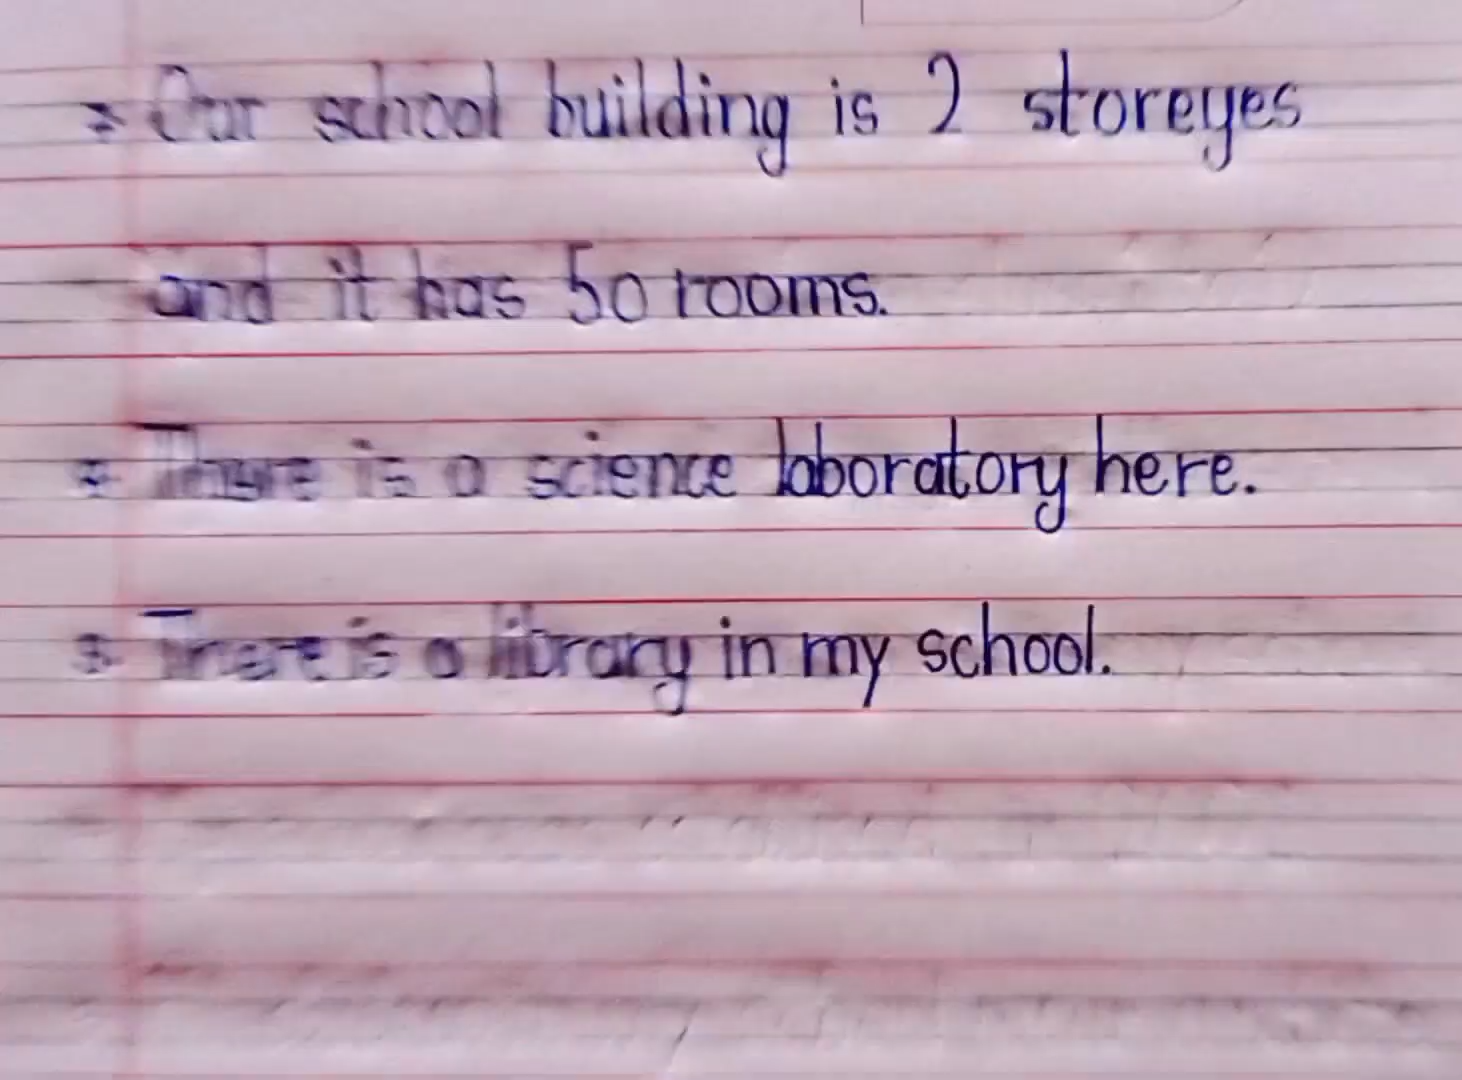 Our school building is 2 storeyes
and it has 50 rooms.
There is a science laboratory here.
There is a library in my school.